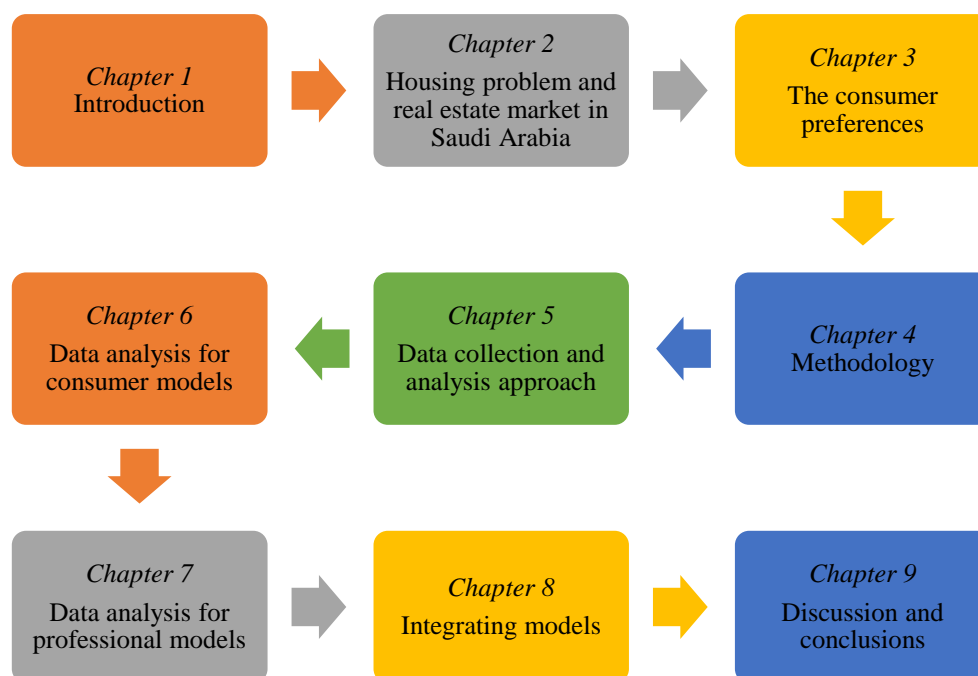 Chapter 1
Introduction
Chapter 2
Housing problem and
real estate market in
Saudi Arabia
Chapter 3
The consumer
preferences
Chapter 4
Methodology
Chapter 5
Data collection and
analysis approach
Chapter 6
Data analysis for
consumer models
Chapter 7
Data analysis for
professional models
Chapter 8
Integrating models
Chapter 9
Discussion and
conclusions